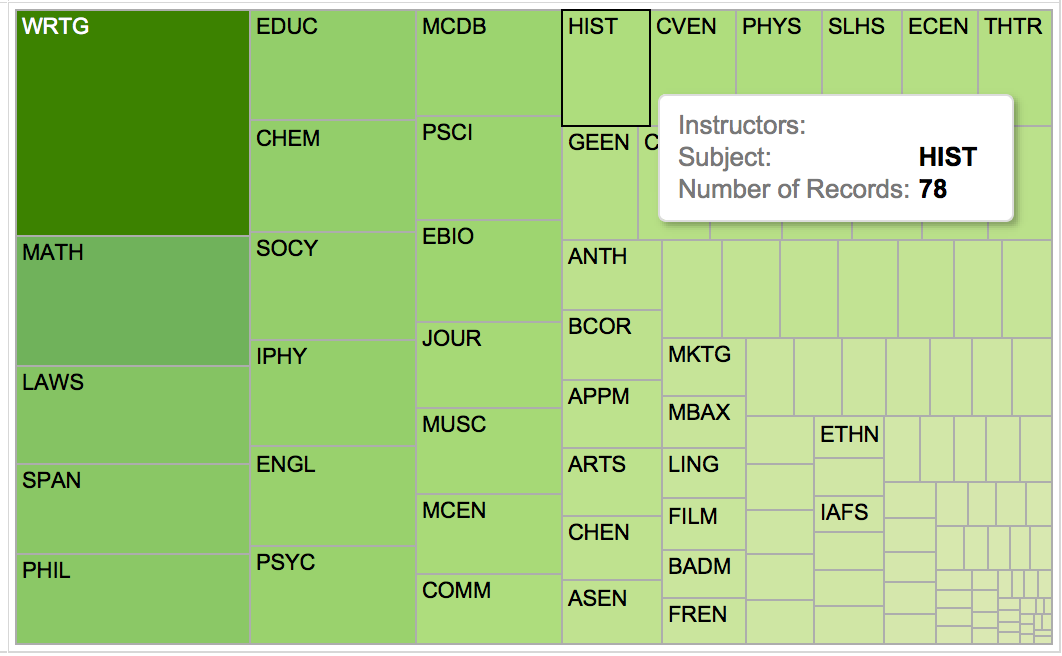 WRTG
MATH
LAWS
SPAN
PHIL
EDUC
CHEM
SOCY
IPHY
ENGL
PSYC
MCDB
PSCI
EBIO
JOUR
MUSC
MCEN
COMM
HIST
CVEN
PHYS
SLHS
ECEN
THTR
GEEN
C
Instructors:
Subject: HIST
Number of Records: 78
ANTH
BCOR
APPM
ARTS
CHEN
ASEN
MKTG
MBAX
LING
FILM
BADM
FREN
ETHN
IAFS